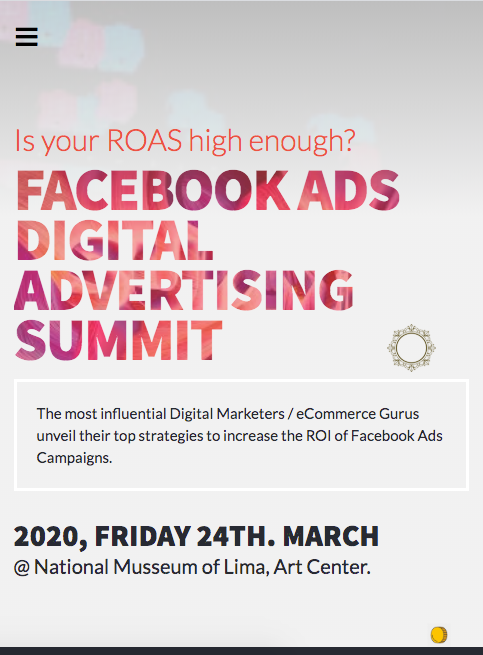 Is your ROAS high enough?
FACEBOOK ADS
DIGITAL
ADVERTISING
SUMMIT
The most influential Digital Marketers / eCommerce Gurus
unveil their top strategies to increase the ROI of Facebook Ads
Campaigns.
2020, FRIDAY 24TH. MARCH
@ National Musseum of Lima, Art Center.